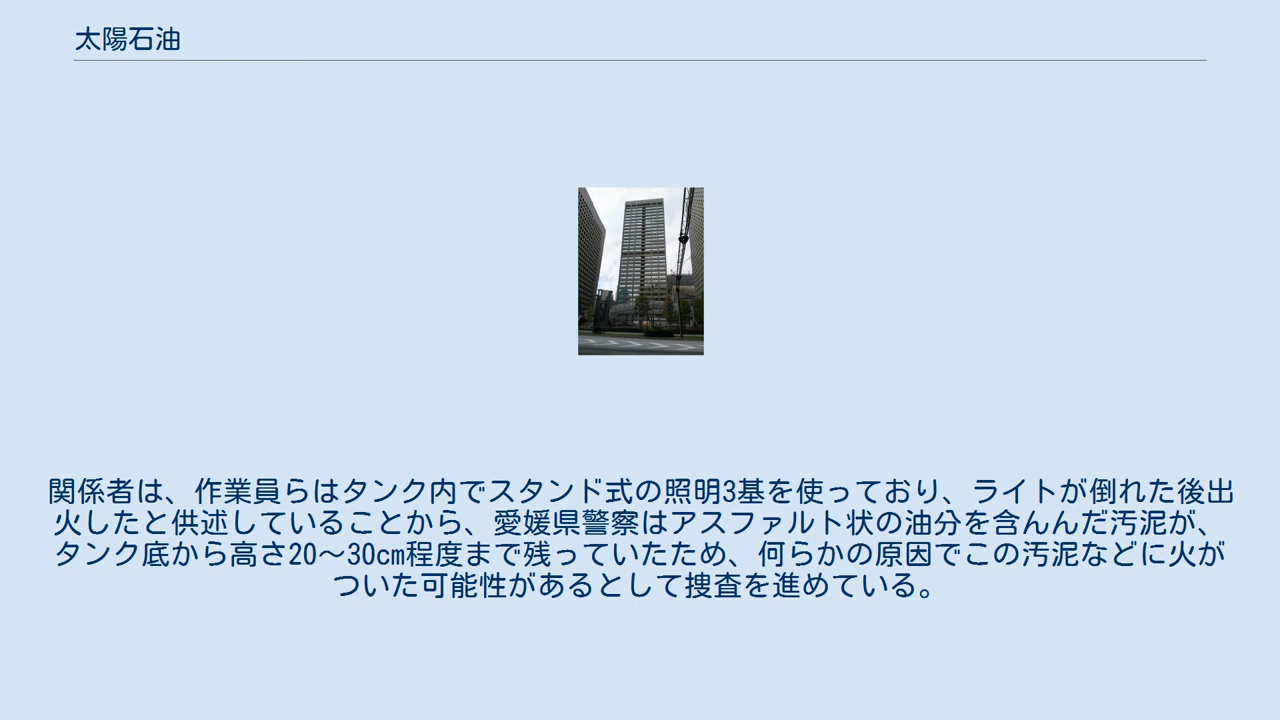 太陽石油
関係者は、作業員らはタンク内でスタンド式の照明3基を使っており、ライトが倒れた後出
火したと供述していることから、愛媛県警察はアスファルト状の油分を含んんだ汚泥が、
タンク底から高さ20〜30cm程度まで残っていたため、何らかの原因でこの汚泥などに火が
ついた可能性があるとして捜査を進めている。